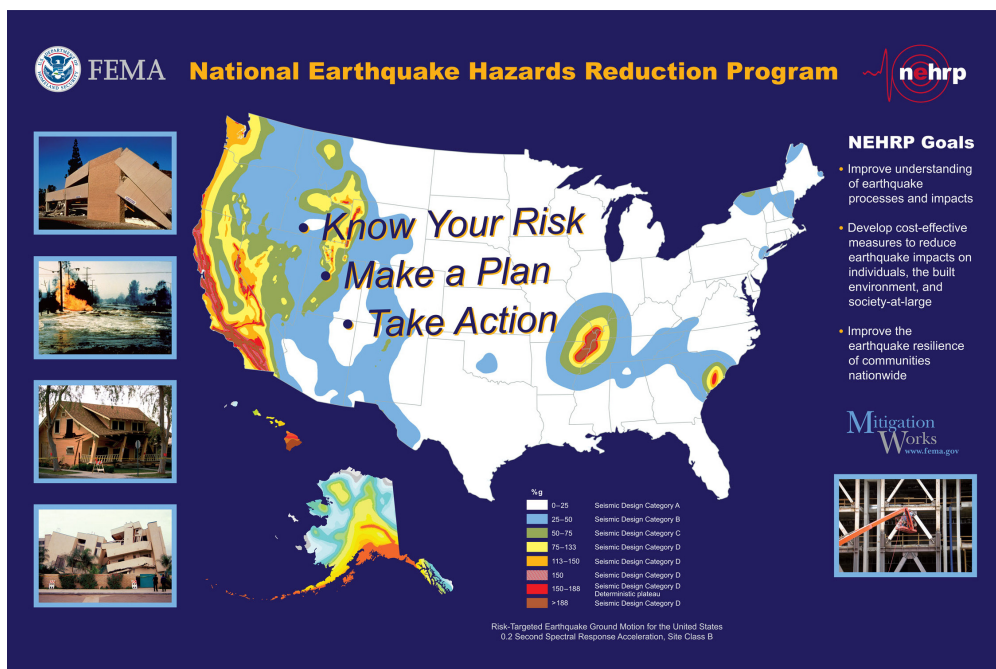 FEMA
National Earthquake Hazards Reduction Program
nehrp
NEHRP Goals
• Improve understanding
of earthquake
processes and impacts
• Develop cost-effective
measures to reduce
earthquake impacts on
individuals, the built
environment, and
society-at-large
• Improve the
earthquake resilience
of communities
nationwide
• Know Your Risk
• Make a Plan
• Take Action
Mitigation
Works
www.fema.gov
%g
0–25 Seismic Design Category A
25–50 Seismic Design Category B
50–75 Seismic Design Category C
75–133 Seismic Design Category D
113–150 Seismic Design Category D
150 Seismic Design Category D
150–188 Seismic Design Category D
Deterministic plateau
>188 Seismic Design Category D
Risk-Targeted Earthquake Ground Motion for the United States
0.2 Second Spectral Response Acceleration, Site Class B